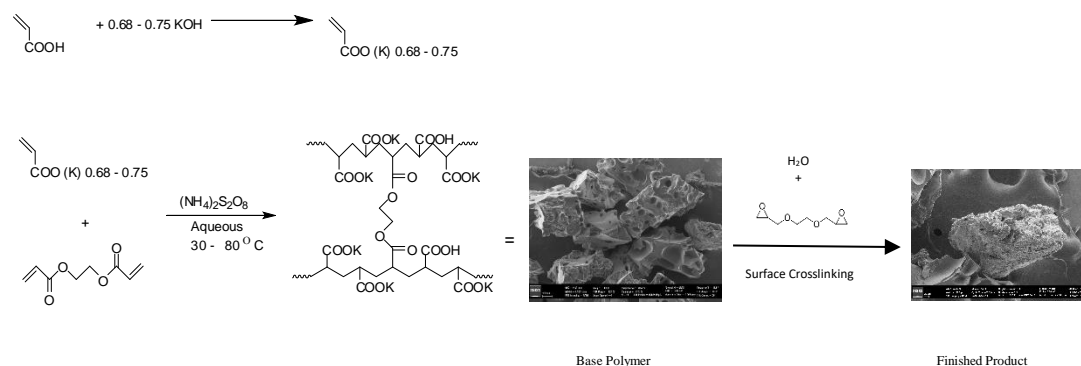 + 0.68 - 0.75 KOH
COOH
COO (K) 0.68 - 0.75
COO (K) 0.68 - 0.75
+
(NH4)2S2O8
Aqueous
30 - 80 O C
COOK
COOH
COOK
COOK
O
O
O
O
COOK
COOH
COOK
COOK
O
O
O
O
=
H2O
+
O
O
O
O
Surface Crosslinking
Base Polymer
Finished Product